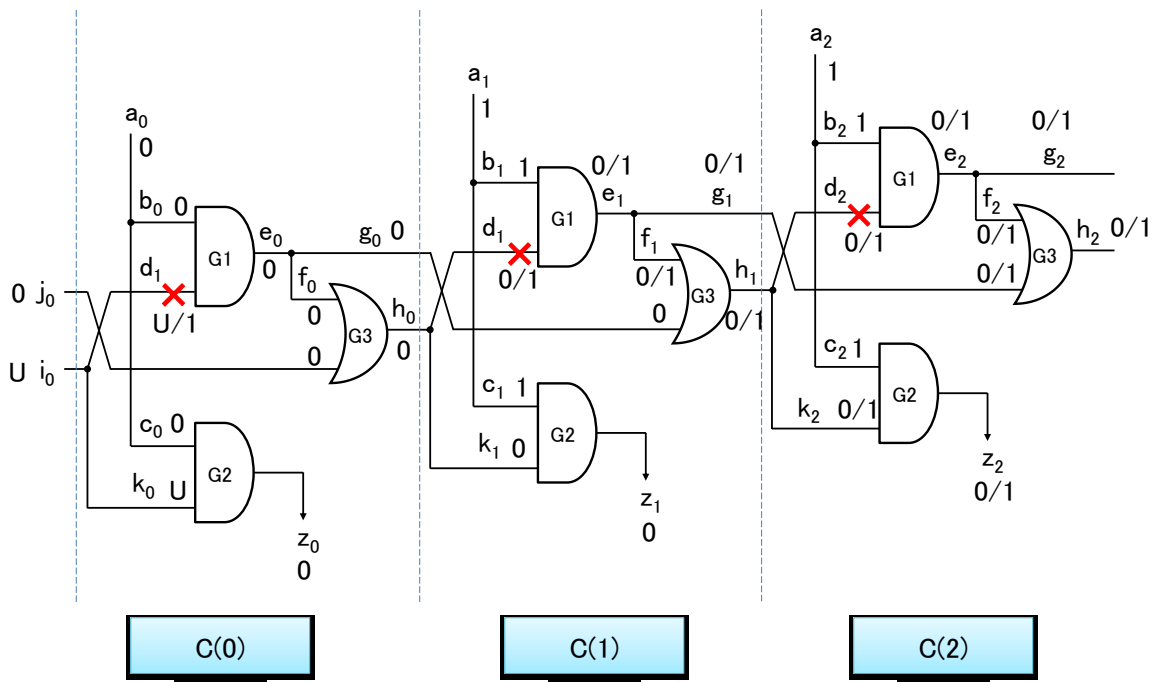 a0
0
b0 0
G1
e0
0
d1
U/1
0 j0
U i0
g0 0
f0
0
0
G3
h0
0
c0 0
k0 U
G2
z0
0
a1
1
b1 1
G1
0/1
e1
d1
0/1
0/1
g1
f1
0/1
0
G3
h1
0/1
c1 1
k1 0
G2
z1
0
a2
1
b2 1
G1
0/1
e2
d2
0/1
0/1
g2
f2
0/1
0/1
G3
h2 0/1
c2 1
k2 0/1
G2
z2
0/1
C(0)
C(1)
C(2)